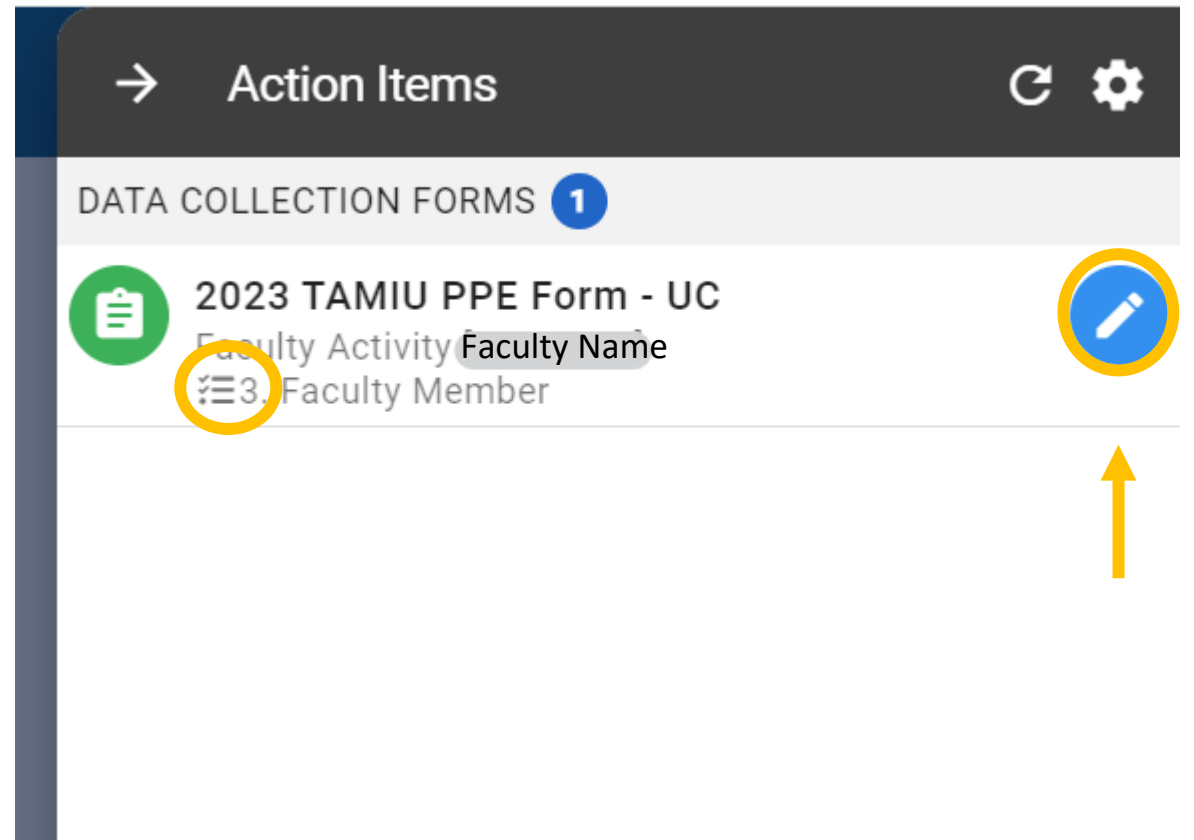 Action Items
DATA COLLECTION FORMS 1
2023 TAMIU PPE Form - UC
Faculty Activity Faculty Name
3. Faculty Member